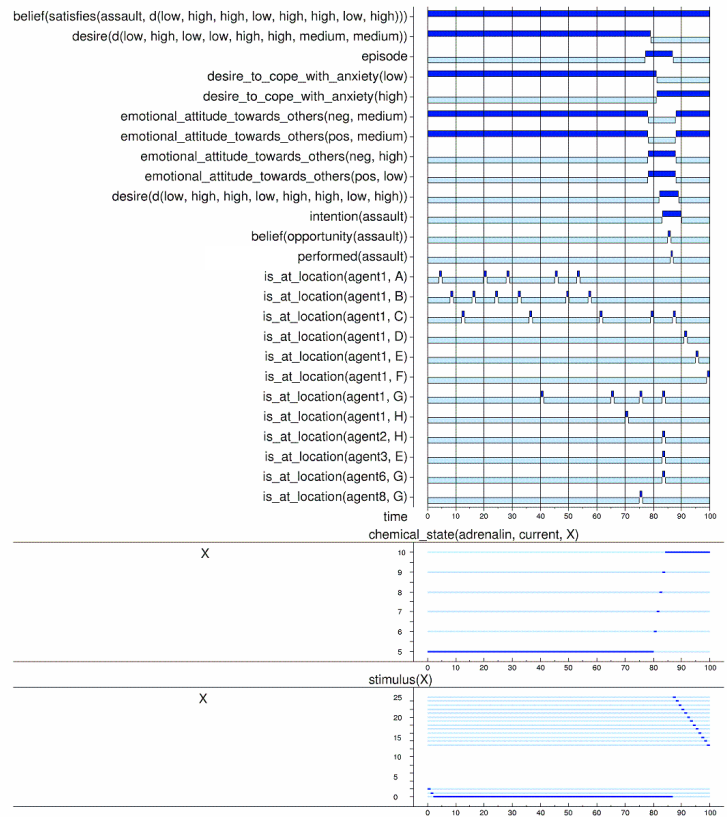 belief(satisfies(assault, d(low, high, high, low, high, high, low, high)))
desire(d(low, high, low, low, high, high, medium, medium))
episode
desire_to_cope_with_anxiety(low)
desire_to_cope_with_anxiety(high)
emotional_attitude_towards_others(neg, medium)
emotional_attitude_towards_others(pos, medium)
emotional_attitude_towards_others(neg, high)
emotional_attitude_towards_others(pos, low)
desire(d(low, high, high, low, high, high, low, high))
intention(assault)
belief(opportunity(assault))
performed(assault)
is_at_location(agent1, A)
is_at_location(agent1, B)
is_at_location(agent1, C)
is_at_location(agent1, D)
is_at_location(agent1, E)
is_at_location(agent1, F)
is_at_location(agent1, G)
is_at_location(agent1, H)
is_at_location(agent2, H)
is_at_location(agent3, E)
is_at_location(agent6, G)
is_at_location(agent8, G)
time 0 10 20 30 40 50 60 70 80 90 100
chemical_state(adrenalin, current, X)
X
10
9
8
7
6
5
0 10 20 30 40 50 60 70 80 90 100
stimulus(X)
X
25
20
15
10
5
0
0 10 20 30 40 50 60 70 80 90 100